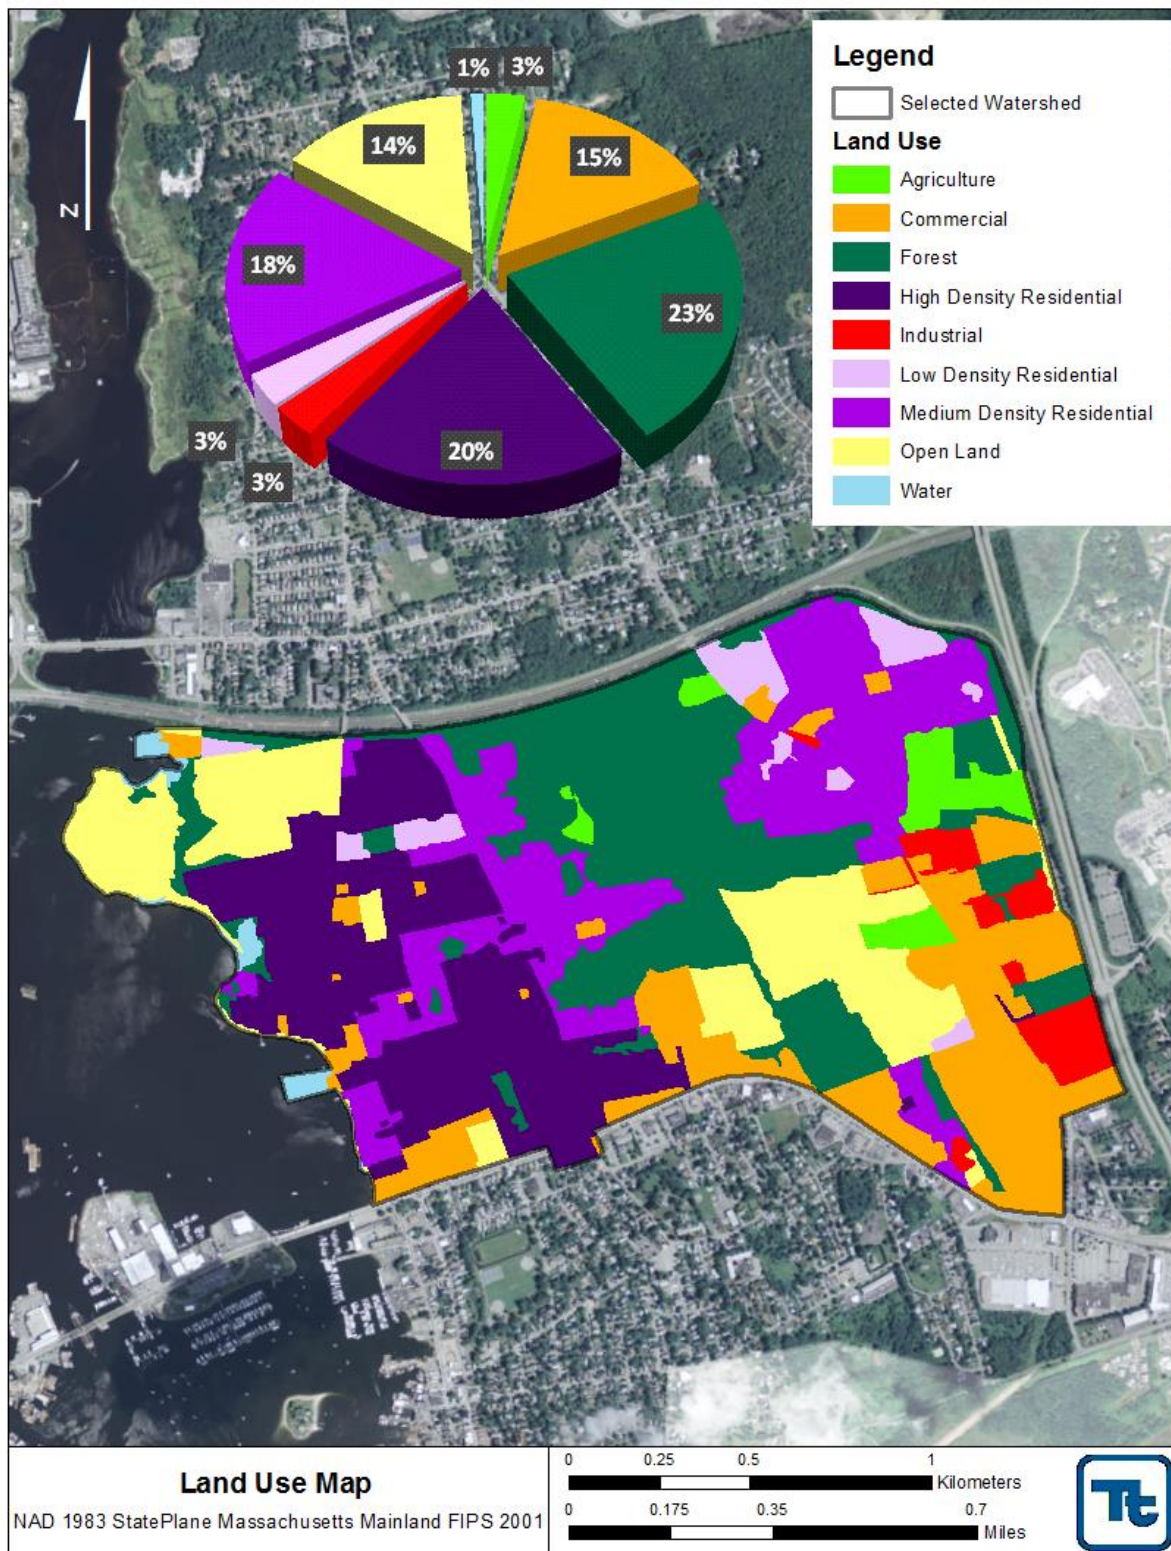 Legend
Selected Watershed
Land Use
Agriculture
Commercial
Forest
High Density Residential
Industrial
Low Density Residential
Medium Density Residential
Open Land
Water
1%
3%
14%
15%
18%
23%
20%
3%
3%
N
Land Use Map
NAD 1983 StatePlane Massachusetts Mainland FIPS 2001
0 0.25 0.5 1
Kilometers
0 0.175 0.35 0.7
Miles
Tt